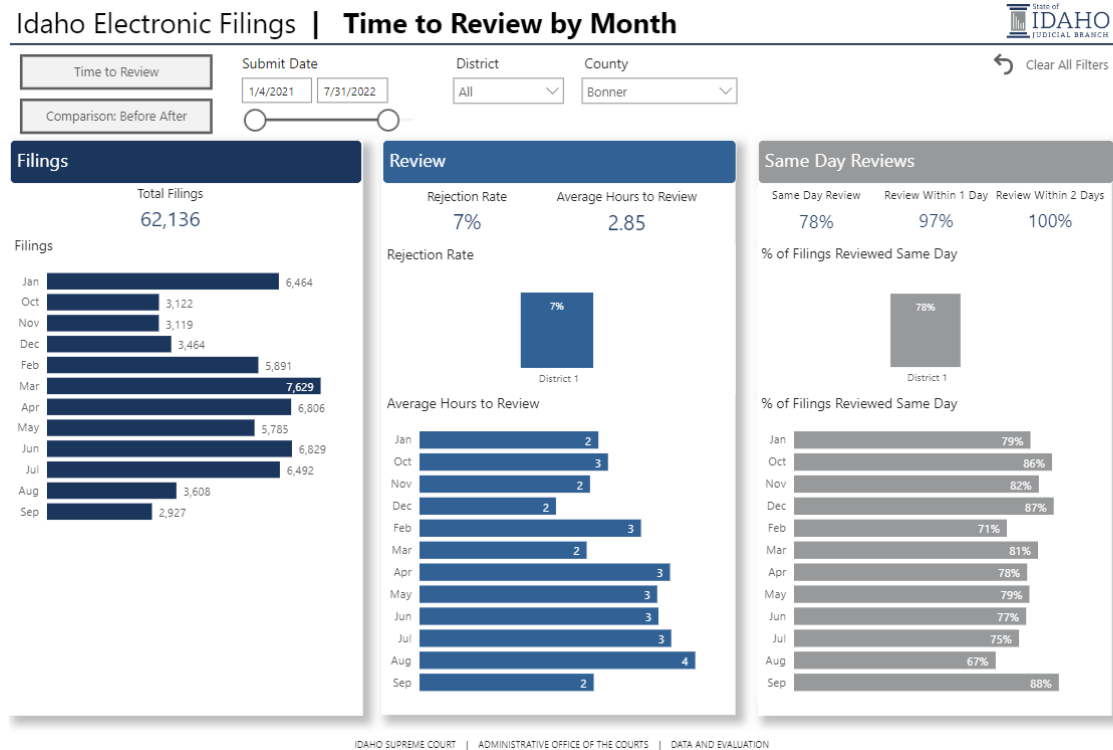 Idaho Electronic Filings | Time to Review by Month
State of
IDAHO
JUDICIAL BRANCH
Time to Review
Comparison: Before After
Submit Date
1/4/2021 7/31/2022
District
All
County
Bonner
Clear All Filters
Filings
Total Filings
62,136
Filings
Jan 6,464
Oct 3,122
Nov 3,119
Dec 3,464
Feb 5,891
Mar 7,629
Apr 6,806
May 5,785
Jun 6,829
Jul 6,492
Aug 3,608
Sep 2,927
Review
Rejection Rate Average Hours to Review
7% 2.85
Rejection Rate
7%
District 1
Average Hours to Review
Jan 2
Oct 3
Nov 2
Dec 2
Feb 3
Mar 2
Apr 3
May 3
Jun 3
Jul 3
Aug 4
Sep 2
Same Day Reviews
Same Day Review Review Within 1 Day Review Within 2 Days
78% 97% 100%
% of Filings Reviewed Same Day
78%
District 1
% of Filings Reviewed Same Day
Jan 79%
Oct 86%
Nov 82%
Dec 87%
Feb 71%
Mar 81%
Apr 78%
May 79%
Jun 77%
Jul 75%
Aug 67%
Sep 88%
IDAHO SUPREME COURT | ADMINISTRATIVE OFFICE OF THE COURTS | DATA AND EVALUATION